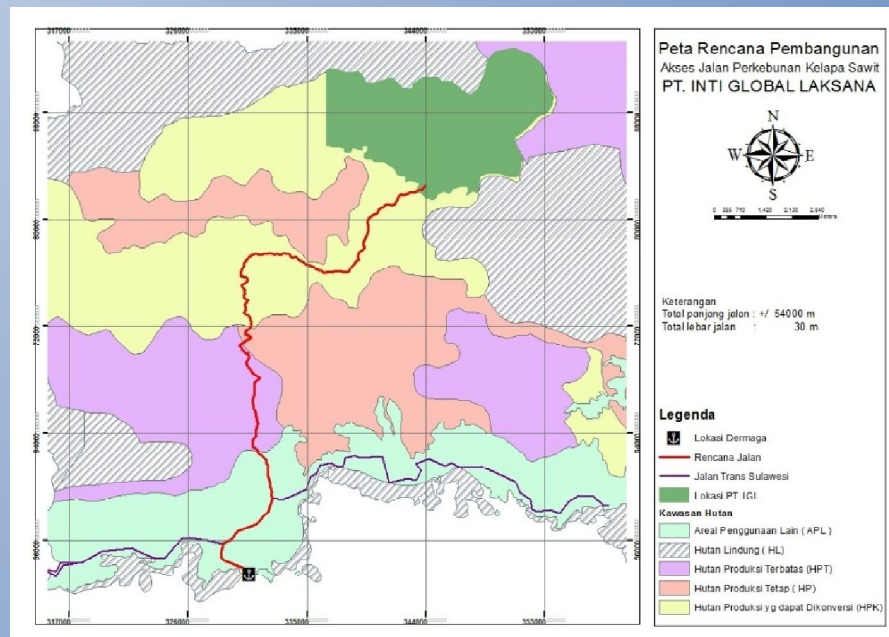 Peta Rencana Pembangunan
Akses Jalan Perkebunan Kelapa Sawit
PT. INTI GLOBAL LAKSANA
N
W E
S
Meters
Keterangan
Total panjang jalan : +/- 54000 m
Total lebar jalan : 30 m
Legenda
Lokasi Dermaga
Rencana Jalan
Jalan Trans Sulawesi
Lokasi PT. IGL
Kawasan Hutan
Areal Penggunaan Lain ( APL )
Hutan Lindung ( HL )
Hutan Produksi Terbatas (HPT)
Hutan Produksi Tetap ( HP )
Hutan Produksi yg dapat Dikonversi (HPK)
317000 326000 335000 344000 353000